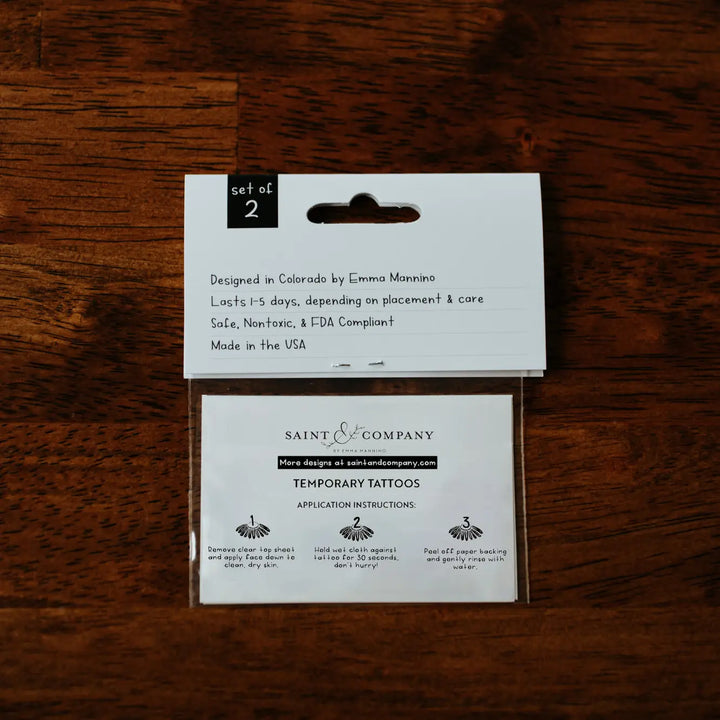 set of
2
Designed in Colorado by Emma Mannino
Lasts 1-5 days, depending on placement & care
Safe, Nontoxic, & FDA Compliant
Made in the USA
SAINT & COMPANY
BY EMMA MANNINO
More designs at saintandcompany.com
TEMPORARY TATTOOS
APPLICATION INSTRUCTIONS:
1
Remove clear top sheet
and apply face down to
clean, dry skin.
2
Hold wet cloth against
tattoo for 30 seconds,
don't hurry!
3
Peel off paper backing
and gently rinse with
water.